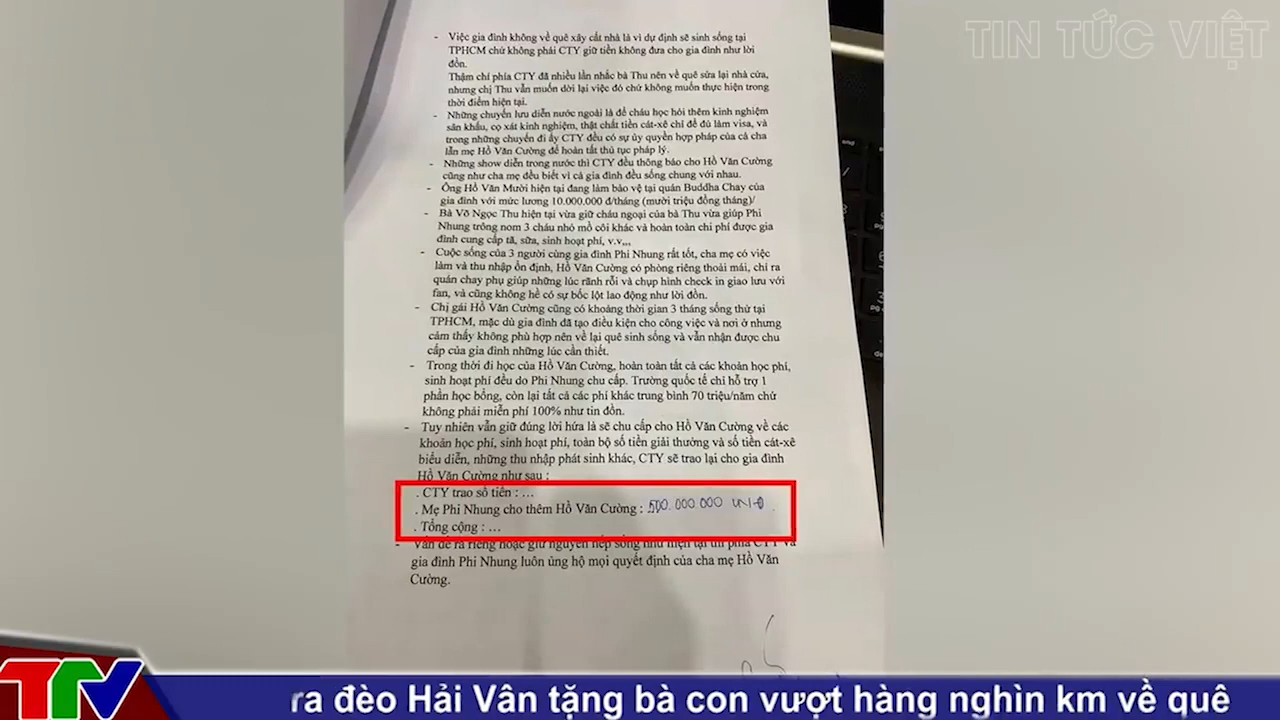 TIN TỨC VIỆT
- Việc gia đình không về quê xây cất nhà là vì dự định sẽ sinh sống tại
TPHCM chứ không phải CTY giữ tiền không đưa cho gia đình như lời
đồn.
Thậm chí phía CTY đã nhiều lần nhắc bà Thu nên về quê sửa lại nhà cửa,
nhưng chị Thu vẫn muốn dời lại việc đó chứ không muốn thực hiện trong
thời điểm hiện tại.
- Những chuyến lưu diễn nước ngoài là để cháu học hỏi thêm kinh nghiệm
sân khấu, cọ xát kinh nghiệm, thật chất tiền cát-xê chỉ để đủ làm visa, và
trong những chuyến đi ấy CTY đều có sự ủy quyền hợp pháp của cả cha
lẫn mẹ Hồ Văn Cường để hoàn tất thủ tục pháp lý.
- Những show diễn trong nước thì CTY đều thông báo cho Hồ Văn Cường
cũng như cha mẹ đều biết vì cả gia đình đều sống chung với nhau.
- Ông Hồ Văn Mười hiện tại đang làm bảo vệ tại quán Buddha Chay của
gia đình với mức lương 10.000.000 đ/tháng (mười triệu đồng tháng)/
- Bà Võ Ngọc Thu hiện tại vừa giữ cháu ngoại của bà Thu vừa giúp Phi
Nhung trông nom 3 cháu nhỏ mồ côi khác và hoàn toàn chi phí được gia
đình cung cấp tã, sữa, sinh hoạt phí, v.v,,,
- Cuộc sống của 3 người cùng gia đình Phi Nhung rất tốt, cha mẹ có việc
làm và thu nhập ổn định, Hồ Văn Cường có phòng riêng thoải mái, chỉ ra
quán chay phụ giúp những lúc rãnh rỗi và chụp hình check in giao lưu với
fan, và cũng không hề có sự bốc lột lao động như lời đồn.
- Chị gái Hồ Văn Cường cũng có khoảng thời gian 3 tháng sống thử tại
TPHCM, mặc dù gia đình đã tạo điều kiện cho công việc và nơi ở nhưng
cảm thấy không phù hợp nên về lại quê sinh sống và vẫn nhận được chu
cấp của gia đình những lúc cần thiết.
- Trong thời đi học của Hồ Văn Cường, hoàn toàn tất cả các khoản học phí,
sinh hoạt phí đều do Phi Nhung chu cấp. Trường quốc tế chỉ hỗ trợ 1
phần học bổng, còn lại tất cả các phí khác trung bình 70 triệu/năm chứ
không phải miễn phí 100% như tin đồn.
- Tuy nhiên vẫn giữ đúng lời hứa là sẽ chu cấp cho Hồ Văn Cường về các
khoản học phí, sinh hoạt phí, toàn bộ số tiền giải thưởng và số tiền cát-xê
biểu diễn, những thu nhập phát sinh khác, CTY sẽ trao lại cho gia đình
Hồ Văn Cường như sau :
. CTY trao số tiền : ...
. Mẹ Phi Nhung cho thêm Hồ Văn Cường : 500.000.000 VNĐ
. Tổng cộng : ...
- Vấn đề ra riêng hoặc giữ nguyên nếp sống như hiện tại thì phía CTY và
gia đình Phi Nhung luôn ủng hộ mọi quyết định của cha mẹ Hồ Văn
Cường.
TTV
ra đèo Hải Vân tặng bà con vượt hàng nghìn km về quê